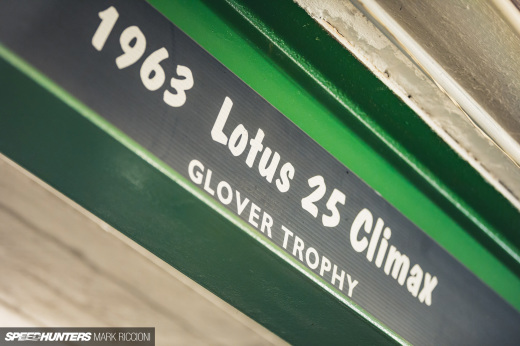 1963 Lotus 25 Climax
GLOVER TROPHY
SPEEDHUNTERS MARK RICCIONI